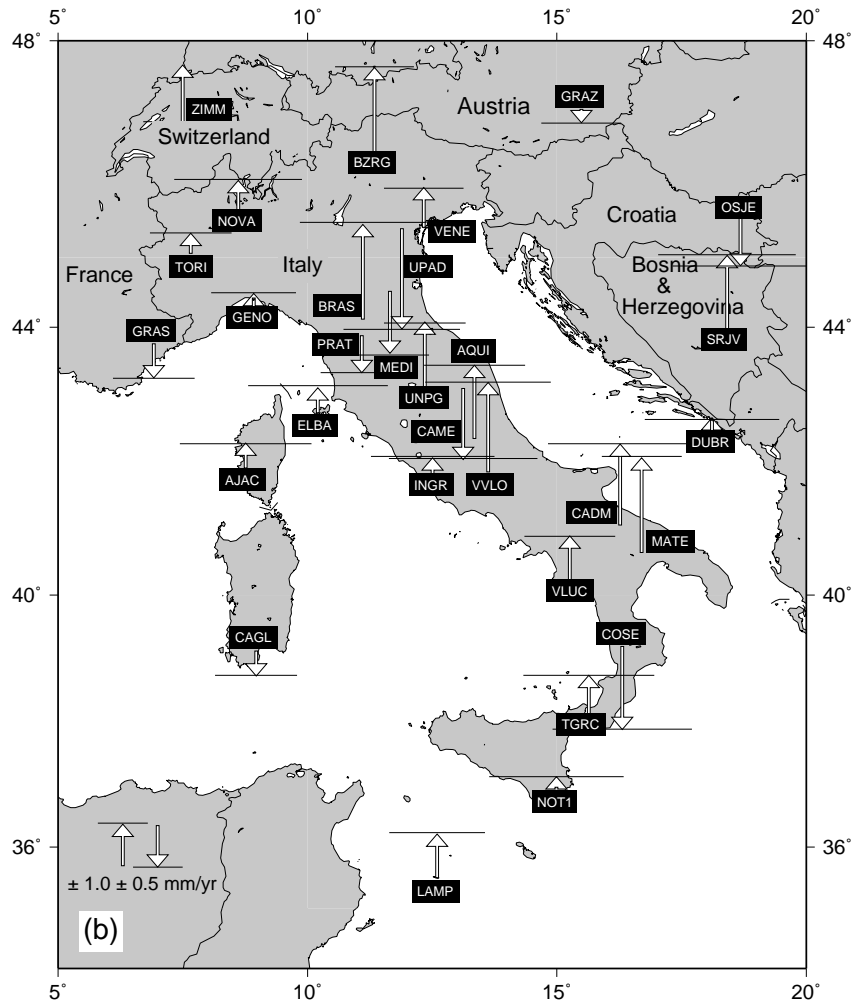 5˚ 10˚ 15˚ 20˚
48˚ 48˚
ZIMM
Austria
GRAZ
Switzerland
BZRG
NOVA
OSJE
Croatia
VENE
TORI
Italy
UPAD
France
Bosnia
&
Herzegovina
BRAS
GENO
44˚ 44˚
GRAS
PRAT
SRJV
AQUI
MEDI
UNPG
ELBA
CAME
DUBR
AJAC
INGR
VVLO
CADM
MATE
40˚ 40˚
VLUC
CAGL
COSE
TGRC
NOT1
36˚ 36˚
± 1.0 ± 0.5 mm/yr
LAMP
(b)
5˚ 10˚ 15˚ 20˚